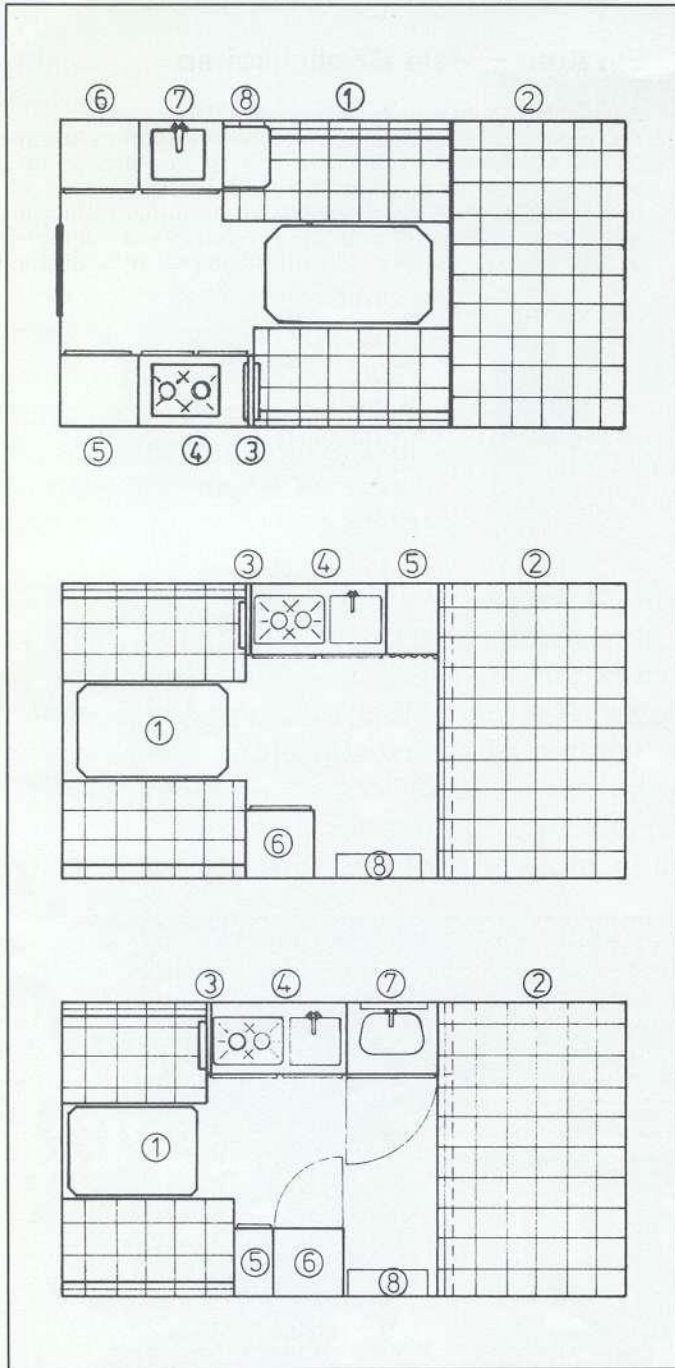 ⑥ ⑦ ⑧ ① ②
⑤ ④ ③
③ ④ ⑤ ②
①
⑥ ⑧
③ ④ ⑦ ②
①
⑤ ⑥ ⑧